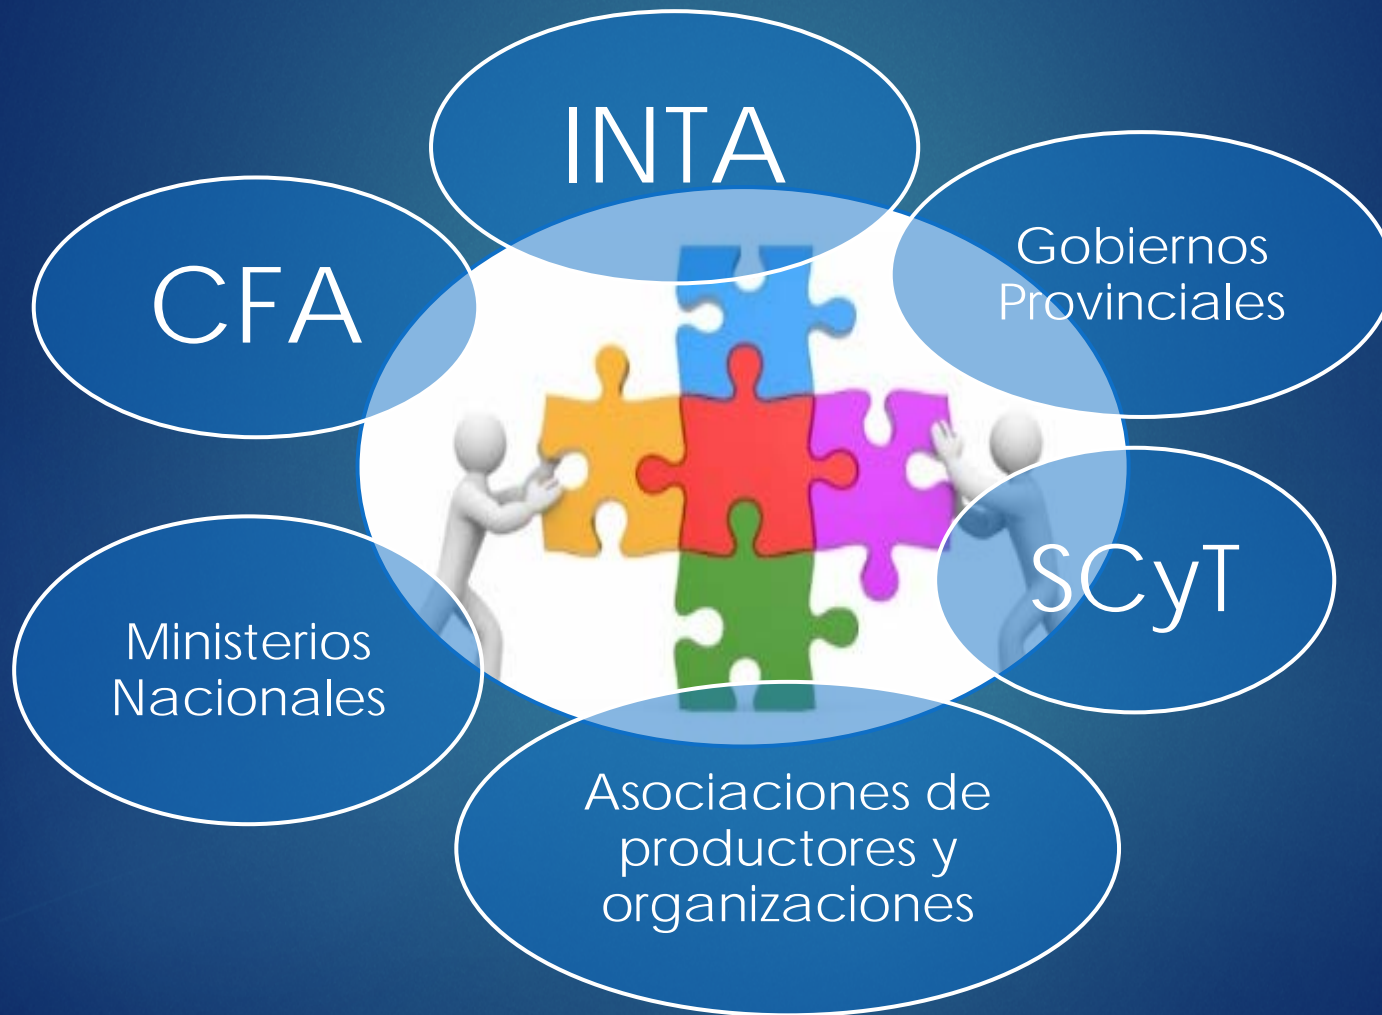 INTA
CFA
Gobiernos
Provinciales
SCyT
Ministerios
Nacionales
Asociaciones de
productores y
organizaciones